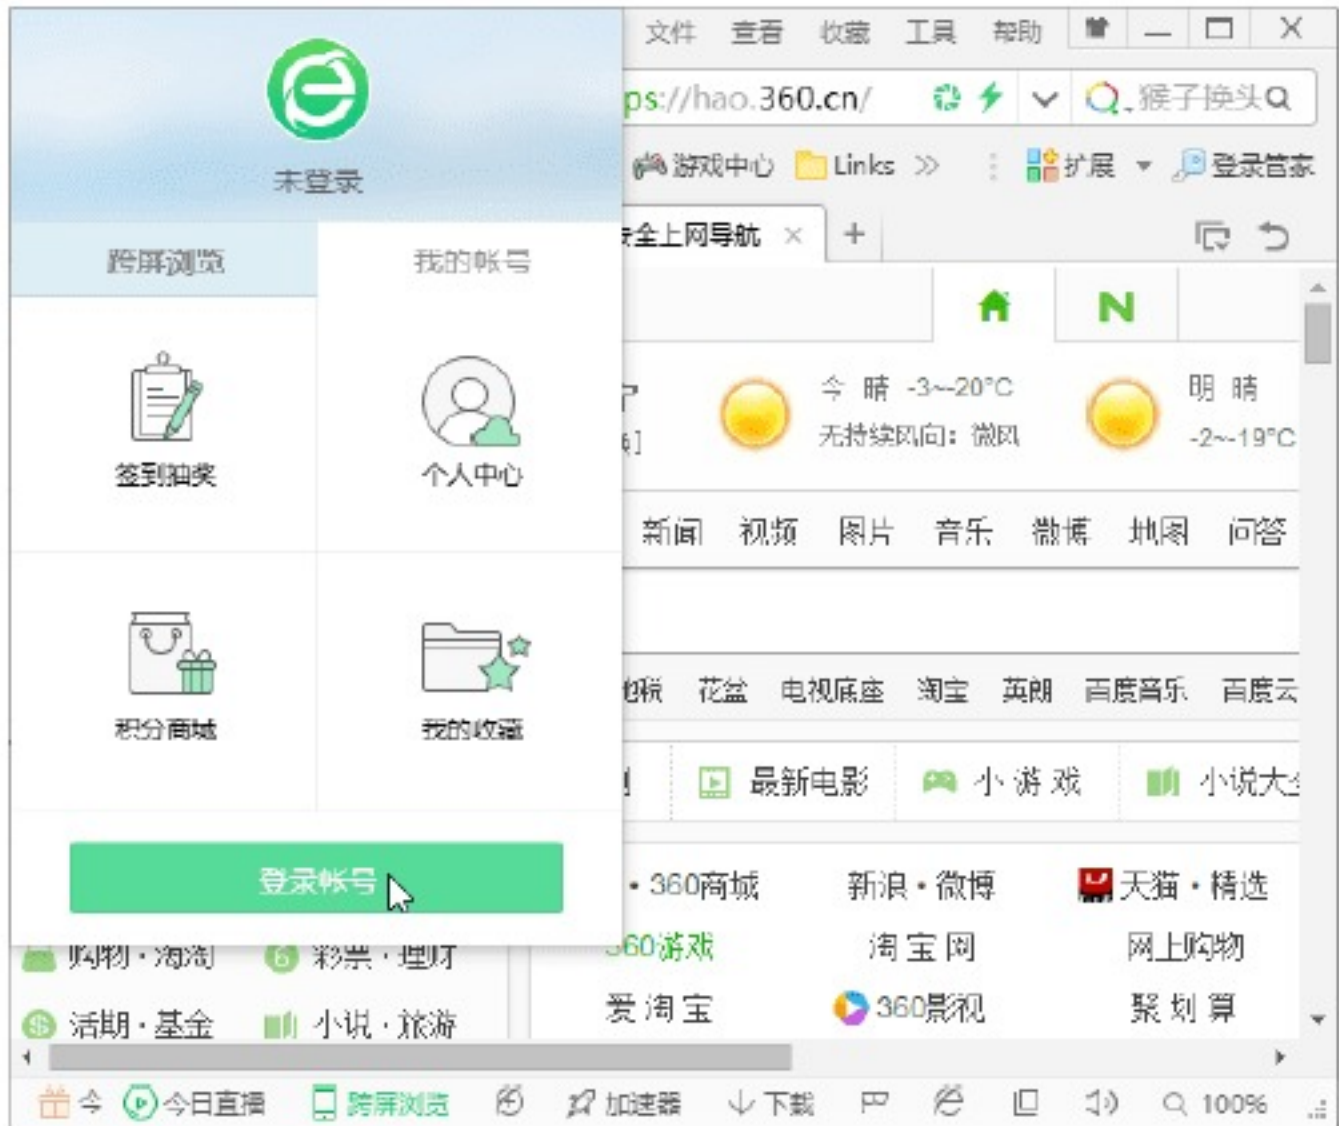 文件 查看 收藏 工具 帮助
ps://hao.360.cn/ 猴子换头
未登录
游戏中心 Links 扩展 登录管家
安全上网导航
跨屏浏览 我的帐号
今 晴 -3~-20°C 明 晴
无持续风向：微风 -2~-19°C
签到抽奖 个人中心
新闻 视频 图片 音乐 微博 地图 问答
地税 花盆 电视底座 淘宝 英朗 百度音乐 百度云
积分商城 我的收藏
最新电影 小游戏 小说大全
登录帐号
·360商城 新浪·微博 天猫·精选
购物·海淘 彩票·理财 360游戏 淘宝网 网上购物
活期·基金 小说·旅游 爱淘宝 360影视 聚划算
今 今日直播 跨屏浏览 加速器 下载 100%